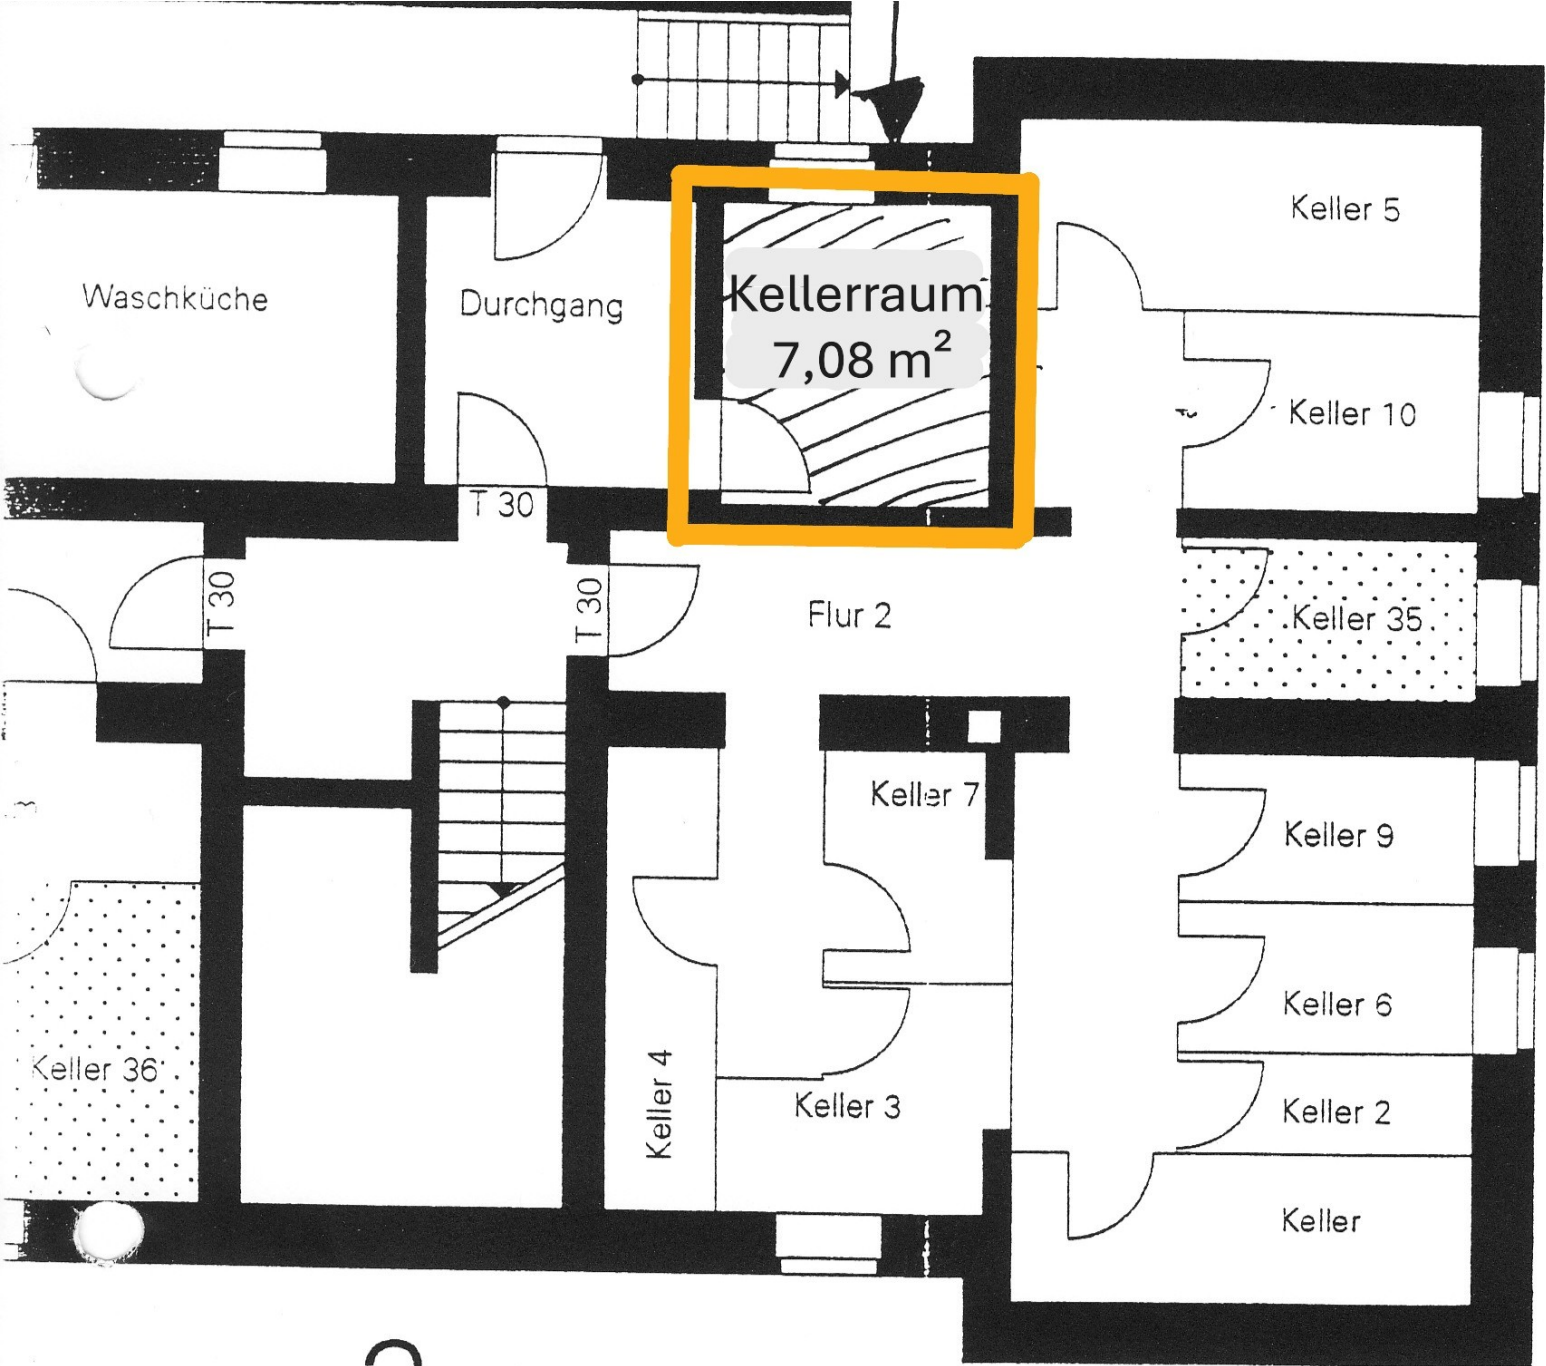 Keller 5
Waschküche
Durchgang
Kellerraum
7,08 m²
Keller 10
T 30
T 30
T 30
Flur 2
Keller 35
Keller 7
Keller 9
Keller 6
Keller 36
Keller 4
Keller 3
Keller 2
Keller